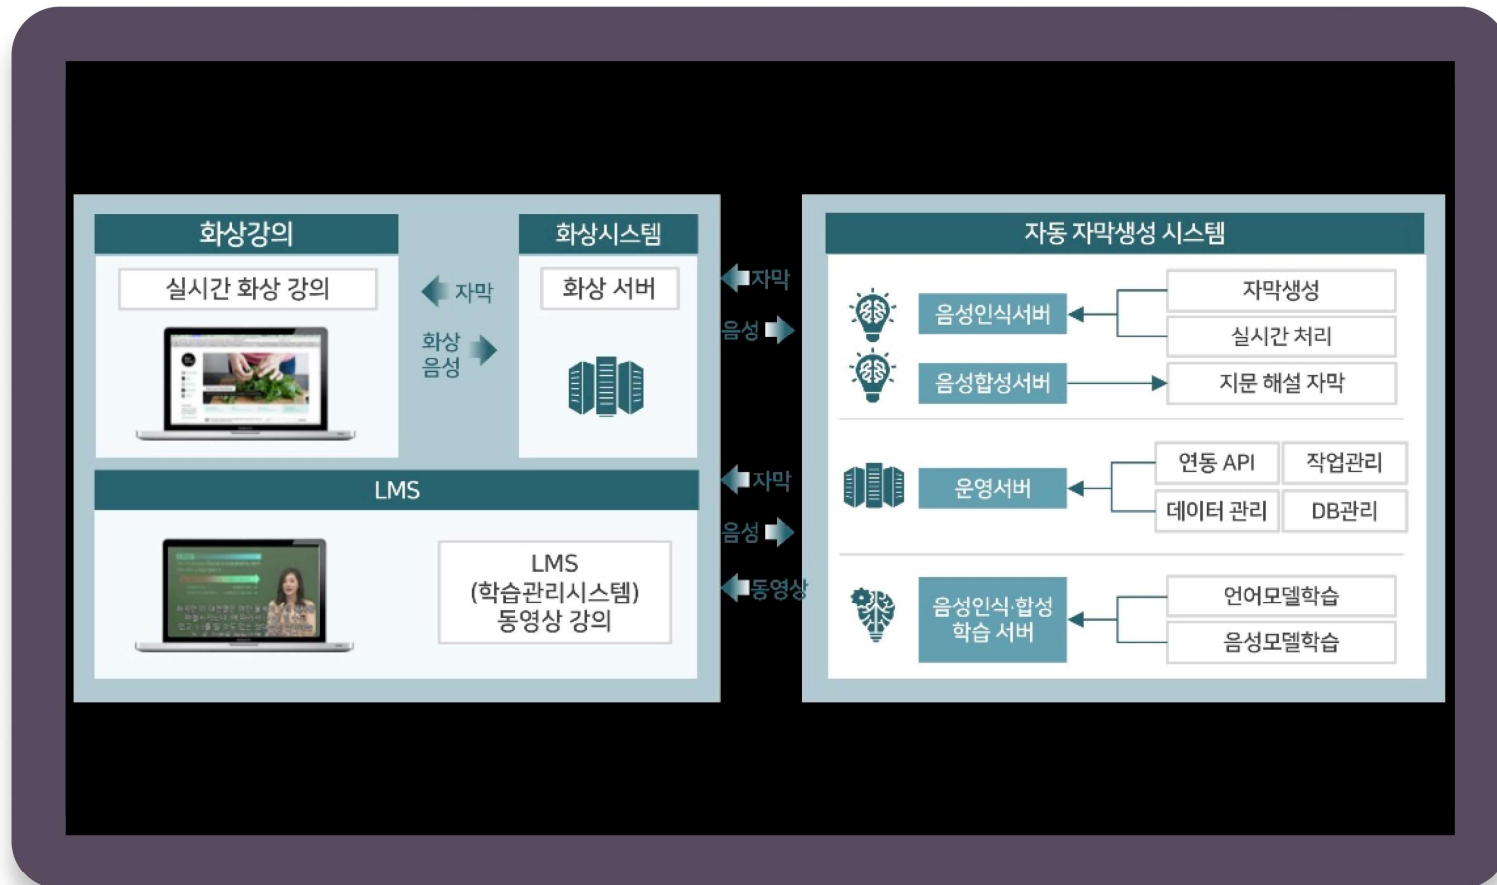 화상강의
실시간 화상 강의
자막
화상
음성
화상시스템
화상 서버
자막
음성
LMS
LMS
(학습관리시스템)
동영상 강의
자막
음성
동영상
자동 자막생성 시스템
음성인식서버
자막생성
실시간 처리
음성합성서버
지문 해설 자막
운영서버
연동 API
작업관리
데이터 관리
DB관리
음성인식·합성
학습 서버
언어모델학습
음성모델학습